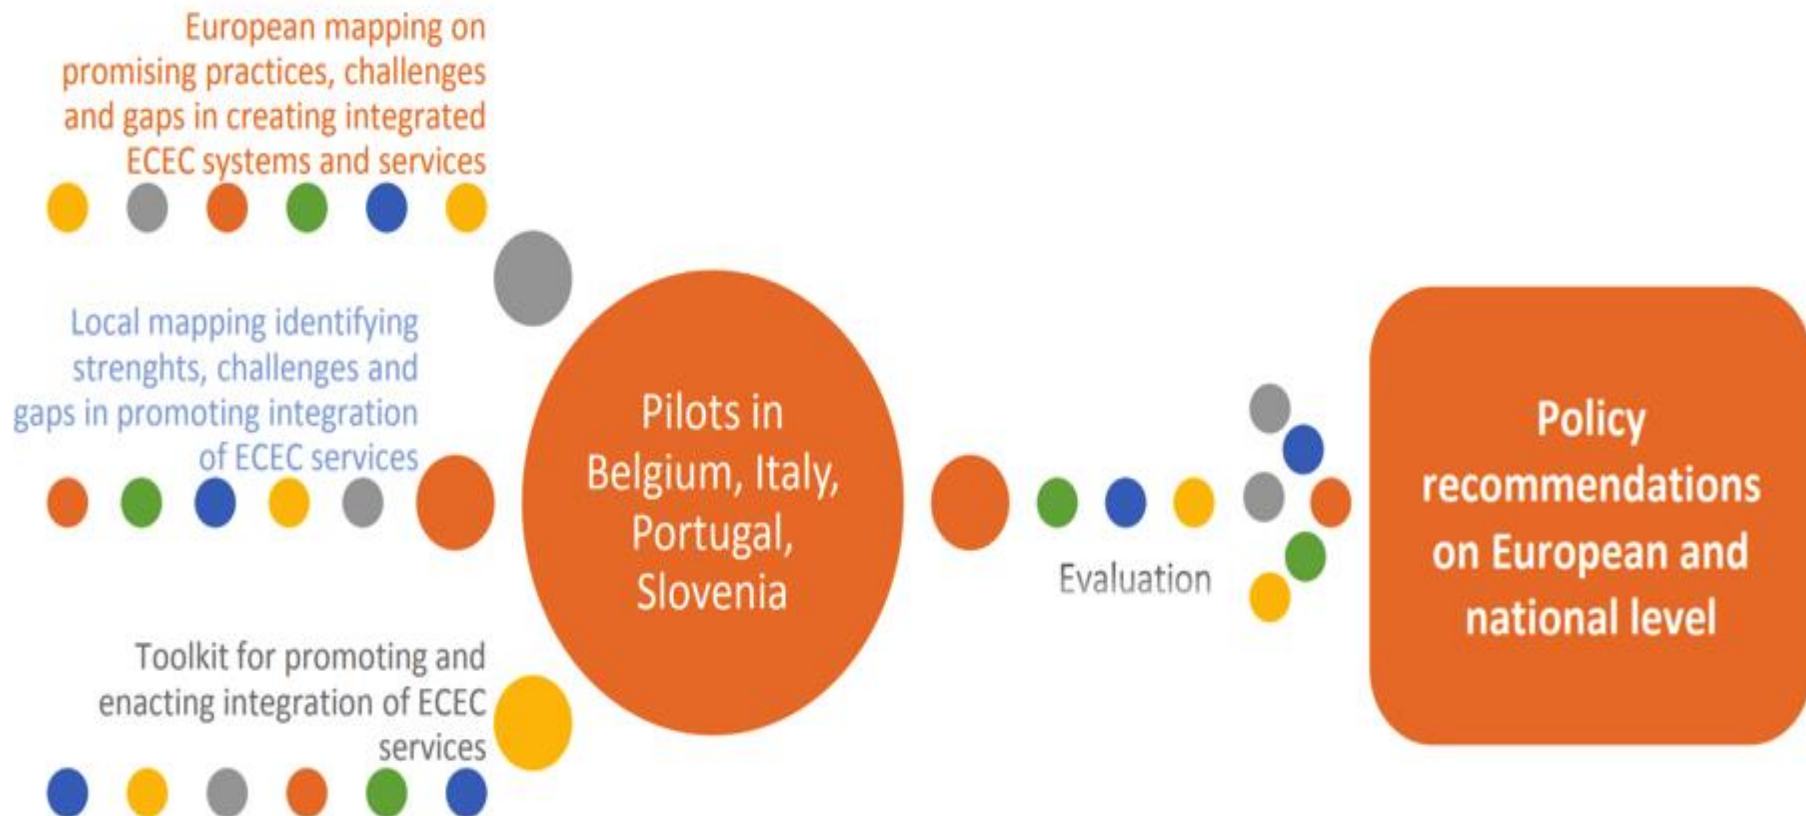 European mapping on
promising practices, challenges
and gaps in creating integrated
ECEC systems and services
Local mapping identifying
strenghts, challenges and
gaps in promoting integration
of ECEC services
Toolkit for promoting and
enacting integration of ECEC
services
Pilots in
Belgium, Italy,
Portugal,
Slovenia
Evaluation
Policy
recommendations
on European and
national level